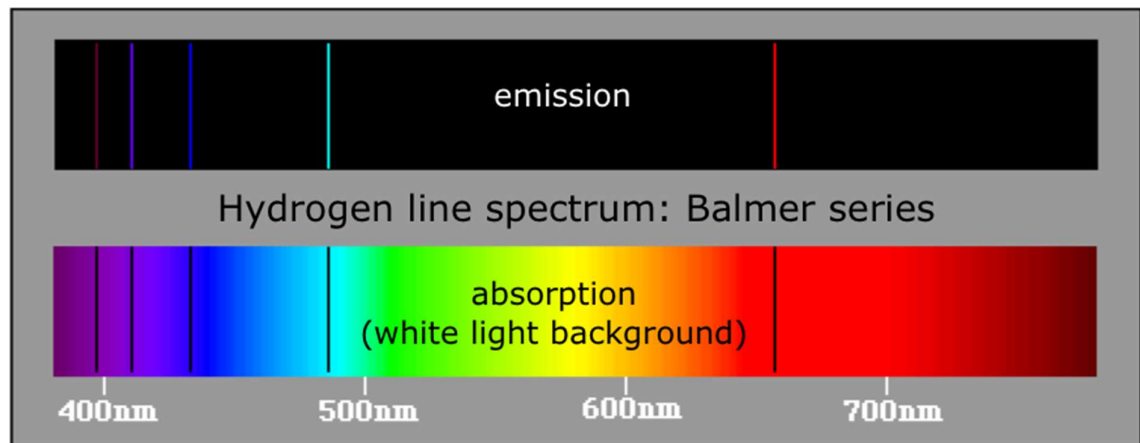 emission
Hydrogen line spectrum: Balmer series
absorption
(white light background)
400nm 500nm 600nm 700nm